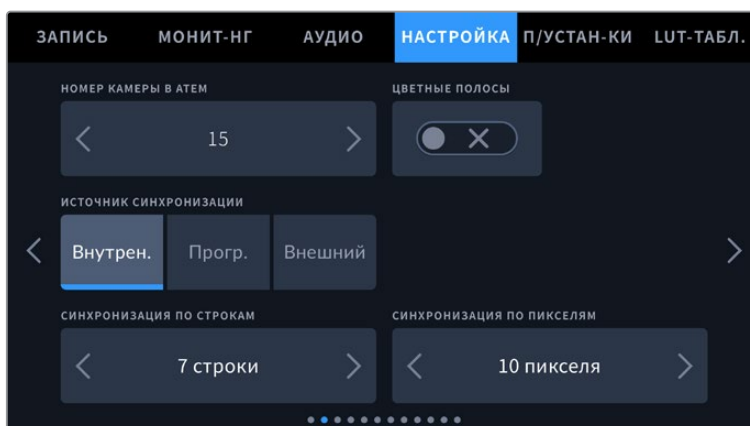 ЗАПИСЬ МОНИТ-НГ АУДИО НАСТРОЙКА П/УСТАН-КИ LUT-ТАБЛ.
НОМЕР КАМЕРЫ В ATEM ЦВЕТНЫЕ ПОЛОСЫ
15
ИСТОЧНИК СИНХРОНИЗАЦИИ
Внутрен. Прогр. Внешний
СИНХРОНИЗАЦИЯ ПО СТРОКАМ СИНХРОНИЗАЦИЯ ПО ПИКСЕЛЯМ
7 строки 10 пикселя